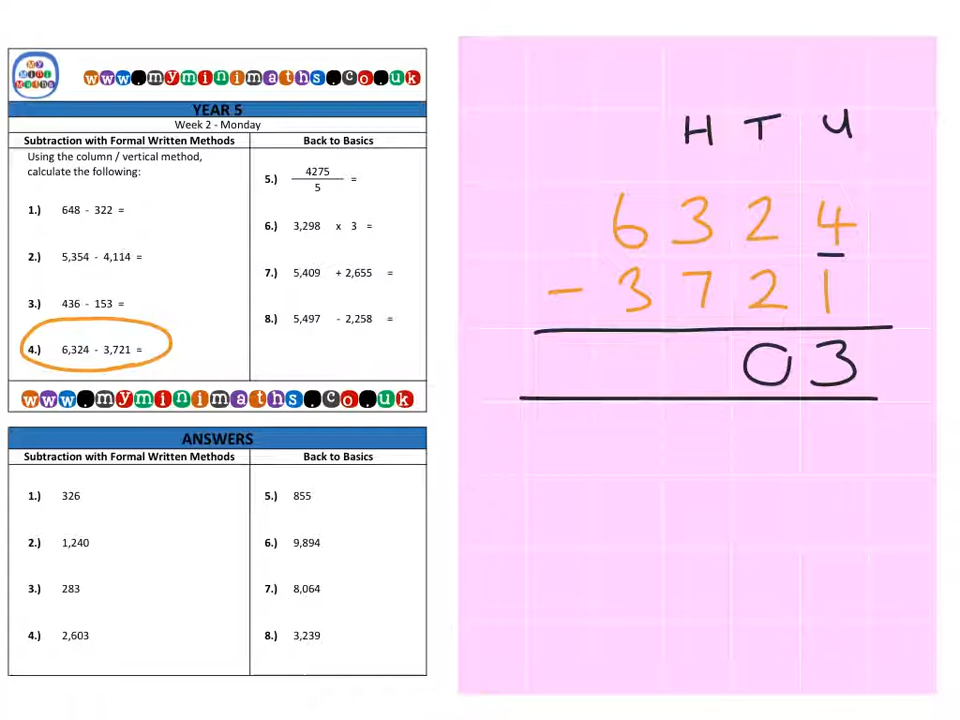 My
Mini
Maths
www.myminimaths.co.uk
YEAR 5
Week 2 - Monday
Subtraction with Formal Written Methods
Back to Basics
Using the column / vertical method,
calculate the following:
1.) 648 - 322 =
2.) 5,354 - 4,114 =
3.) 436 - 153 =
4.) 6,324 - 3,721 =
5.) 4275
5 =
6.) 3,298 x 3 =
7.) 5,409 + 2,655 =
8.) 5,497 - 2,258 =
www.myminimaths.co.uk
ANSWERS
Subtraction with Formal Written Methods
Back to Basics
1.) 326
2.) 1,240
3.) 283
4.) 2,603
5.) 855
6.) 9,894
7.) 8,064
8.) 3,239
H T U
6 3 2 4
- 3 7 2 1
0 3